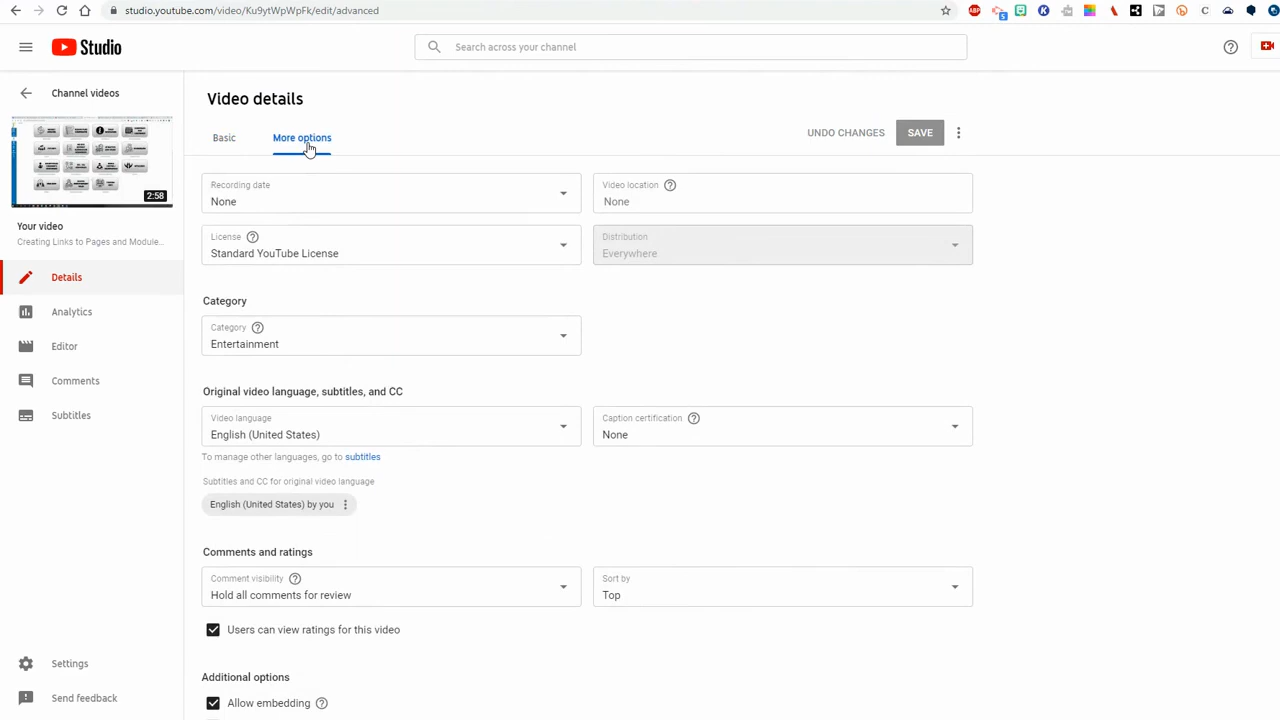 studio.youtube.com/video/Ku9ytWpWpFk/edit/advanced
Studio
Search across your channel
Channel videos
2:58
Your video
Creating Links to Pages and Module...
Details
Analytics
Editor
Comments
Subtitles
Settings
Send feedback
Video details
Basic
More options
UNDO CHANGES
SAVE
Recording date
None
Video location
None
License
Standard YouTube License
Distribution
Everywhere
Category
Category
Entertainment
Original video language, subtitles, and CC
Video language
English (United States)
Caption certification
None
To manage other languages, go to subtitles
Subtitles and CC for original video language
English (United States) by you
Comments and ratings
Comment visibility
Hold all comments for review
Sort by
Top
Users can view ratings for this video
Additional options
Allow embedding